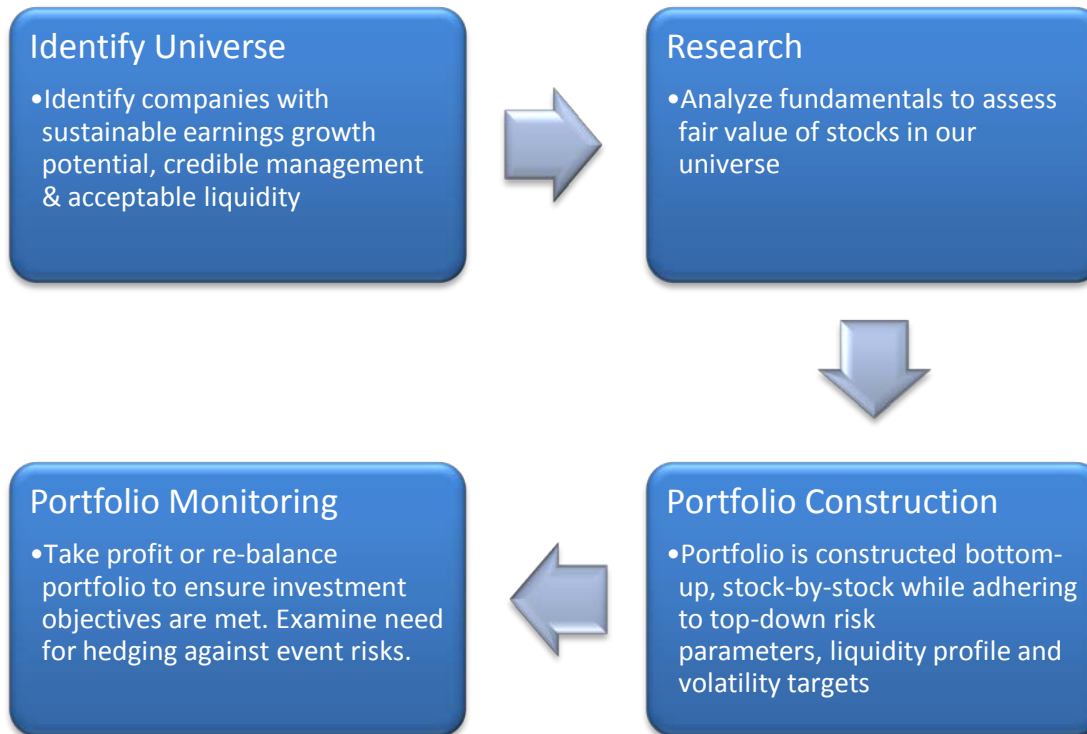 Identify Universe
•Identify companies with
sustainable earnings growth
potential, credible management
& acceptable liquidity
Research
•Analyze fundamentals to assess
fair value of stocks in our
universe
Portfolio Construction
•Portfolio is constructed bottom-
up, stock-by-stock while adhering
to top-down risk
parameters, liquidity profile and
volatility targets
Portfolio Monitoring
•Take profit or re-balance
portfolio to ensure investment
objectives are met. Examine need
for hedging against event risks.